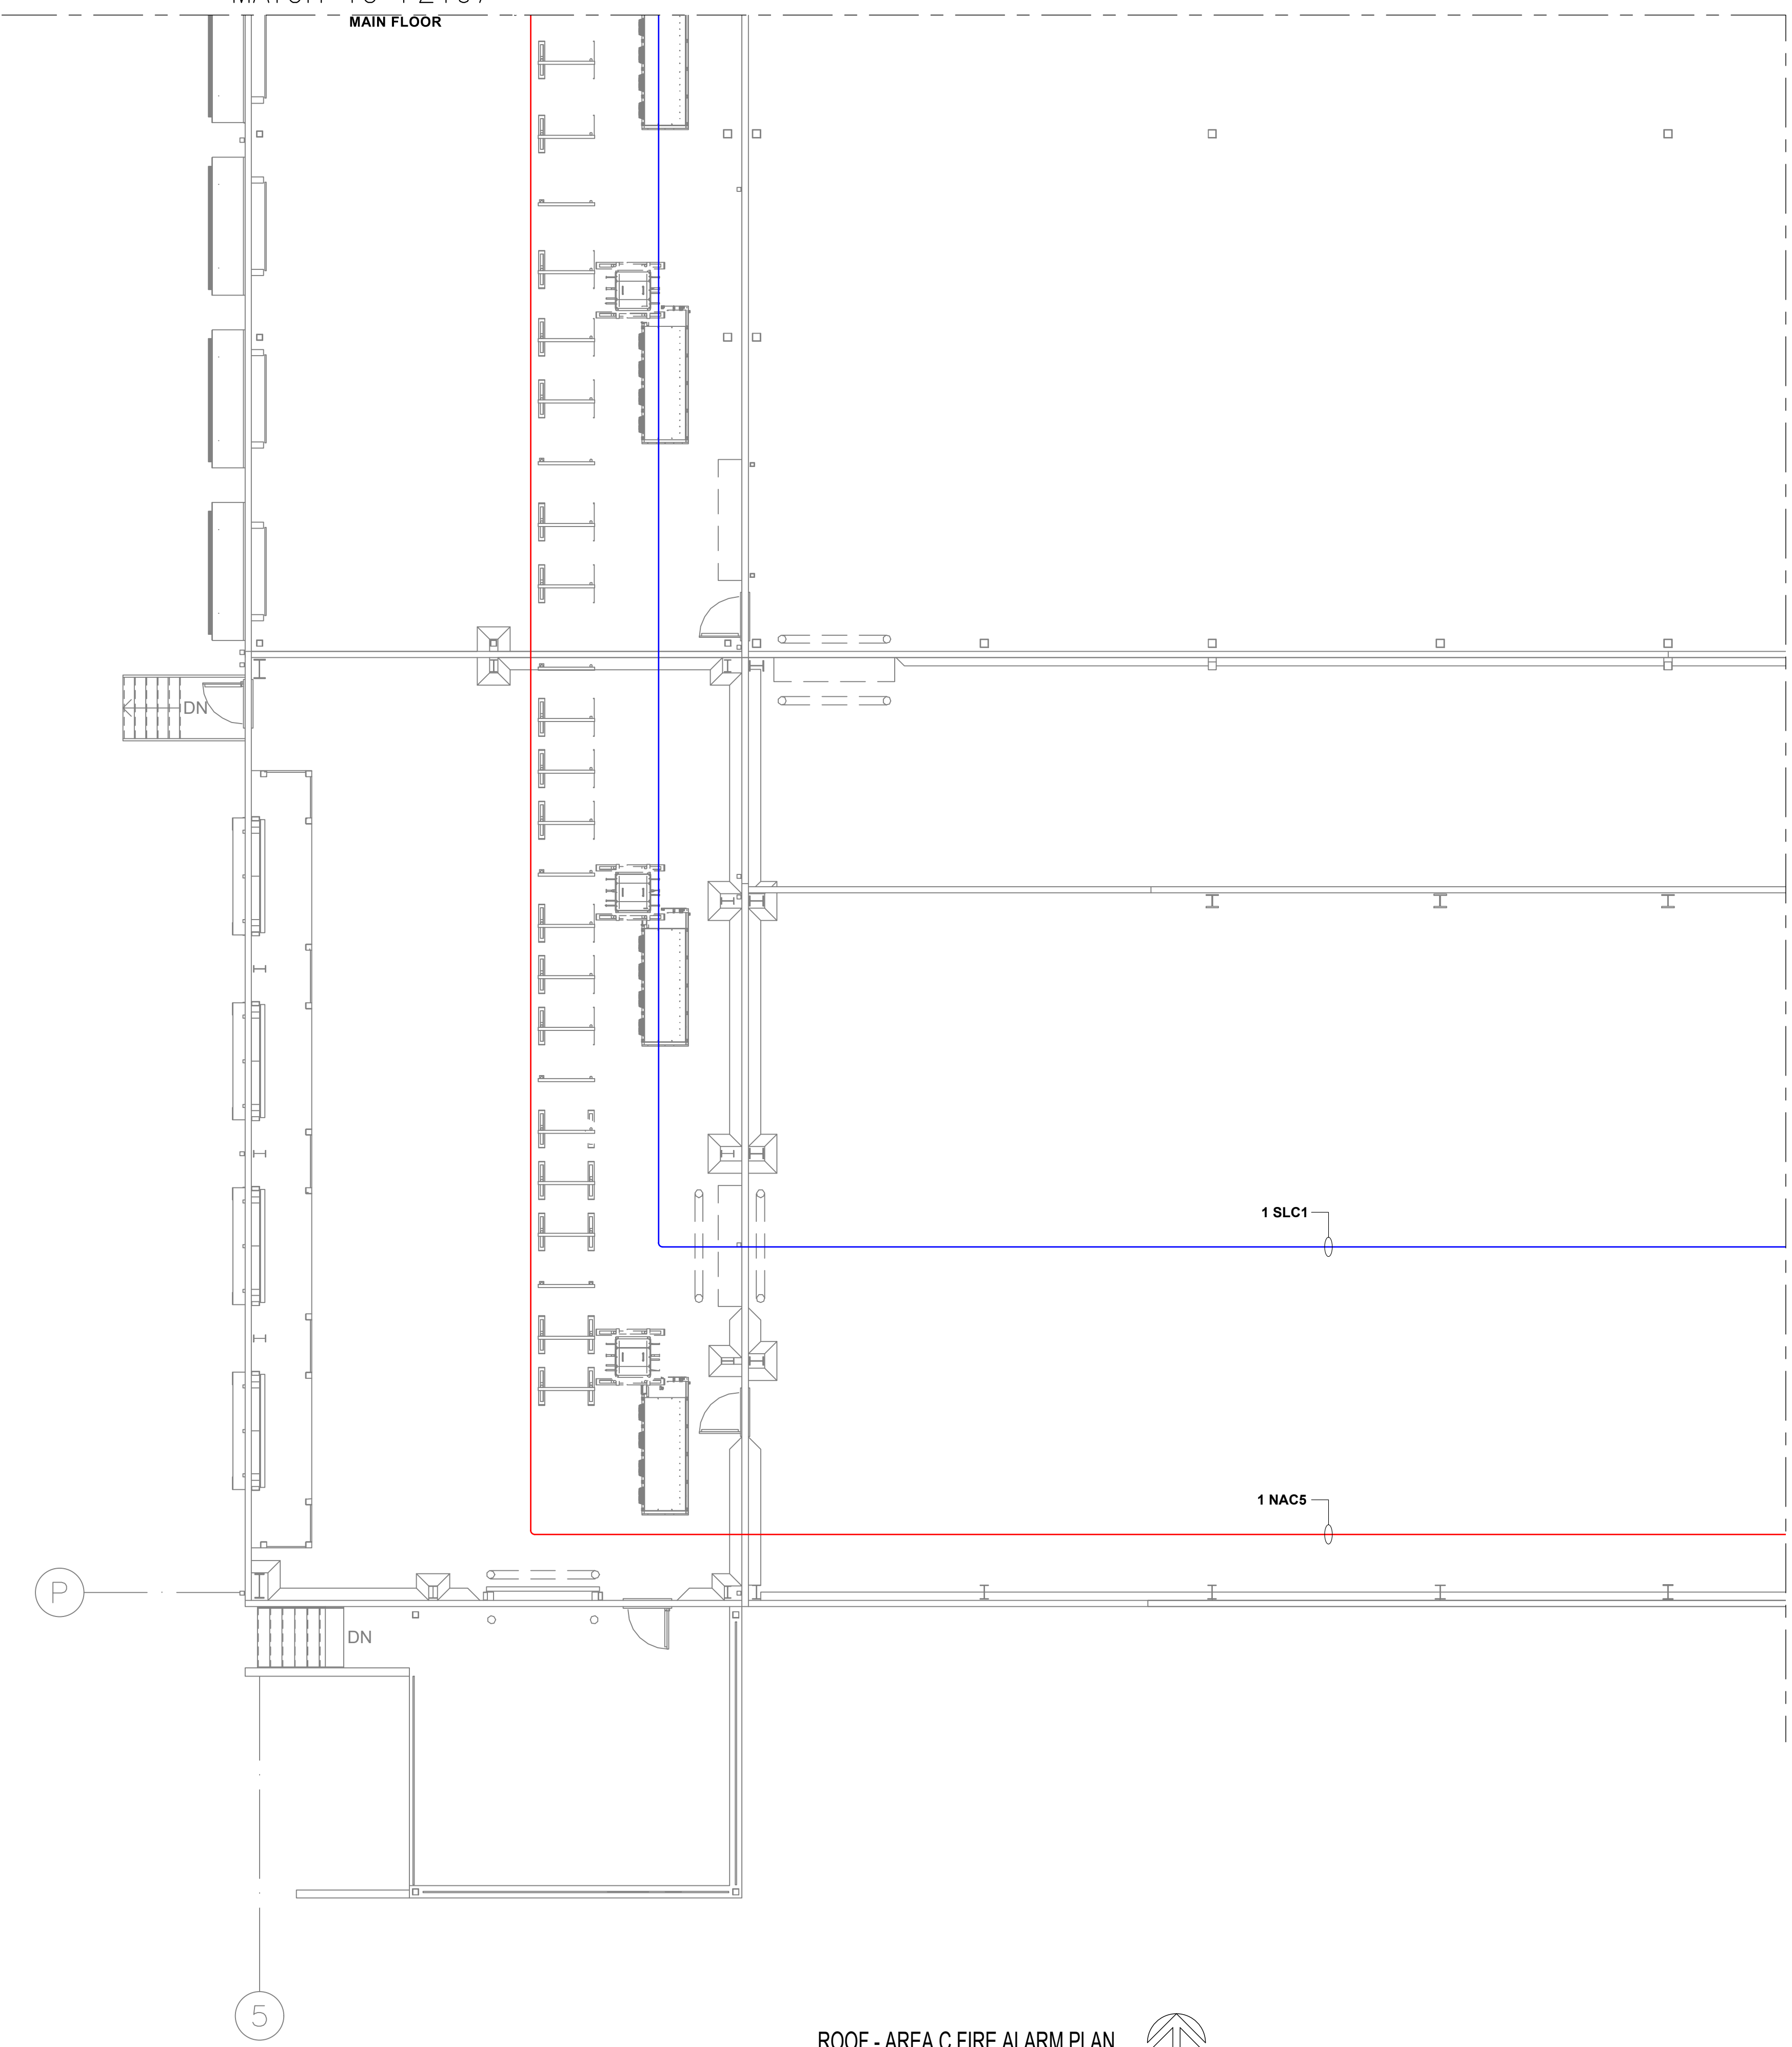 MAIN FLOOR
DN
1 SLC1
1 NAC5
P
DN
5
ROOF - AREA C FIRE ALARM PLAN